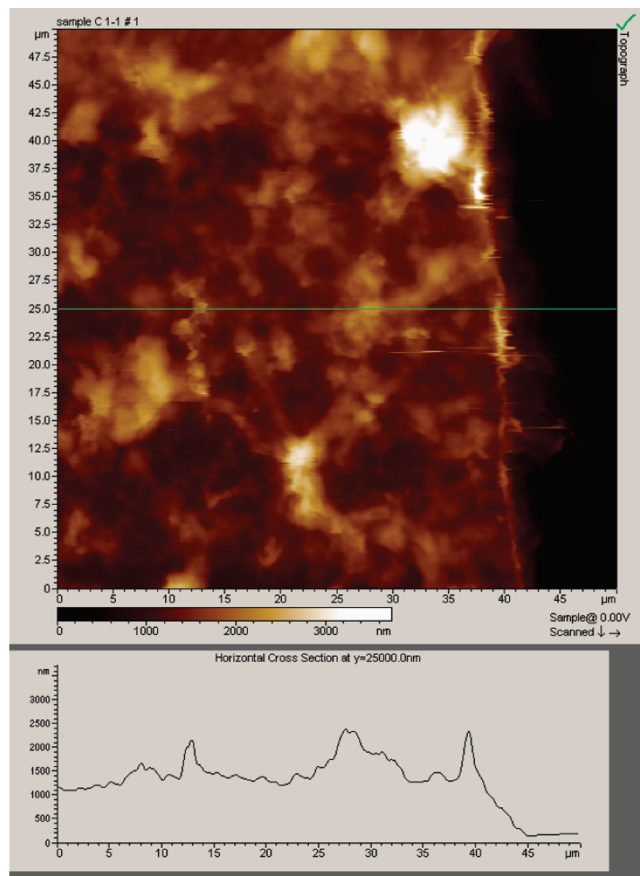 sample C 1-1 # 1
µm
Topograph
47.5
45.0
42.5
40.0
37.5
35.0
32.5
30.0
27.5
25.0
22.5
20.0
17.5
15.0
12.5
10.0
7.5
5.0
2.5
0
0 5 10 15 20 25 30 35 40 45 µm
0 1000 2000 3000 nm
Sample@ 0.00V
Scanned ↓ →
Horizontal Cross Section at y=25000.0nm
nm
3000
2500
2000
1500
1000
500
0
0 5 10 15 20 25 30 35 40 45 µm